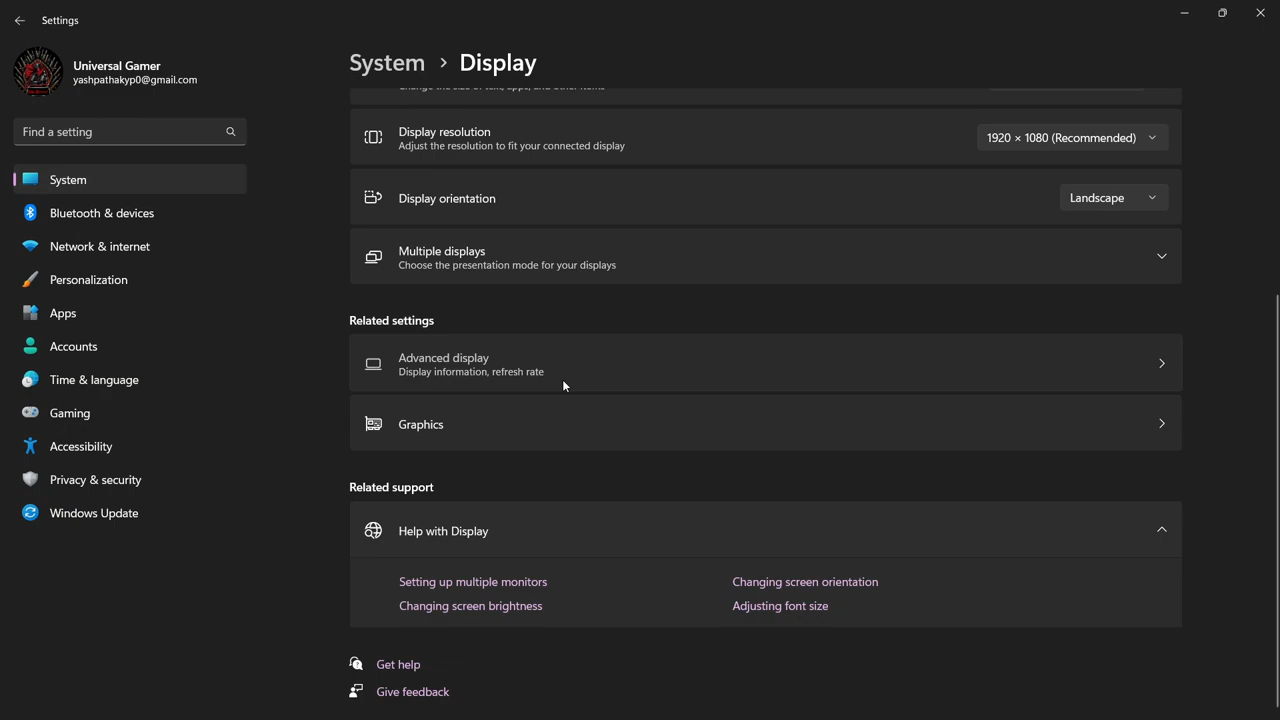 Settings
Universal Gamer
yashpathakyp0@gmail.com
Find a setting
System
Bluetooth & devices
Network & internet
Personalization
Apps
Accounts
Time & language
Gaming
Accessibility
Privacy & security
Windows Update
System > Display
Display resolution
Adjust the resolution to fit your connected display
1920 × 1080 (Recommended)
Display orientation
Landscape
Multiple displays
Choose the presentation mode for your displays
Related settings
Advanced display
Display information, refresh rate
Graphics
Related support
Help with Display
Setting up multiple monitors
Changing screen orientation
Changing screen brightness
Adjusting font size
Get help
Give feedback